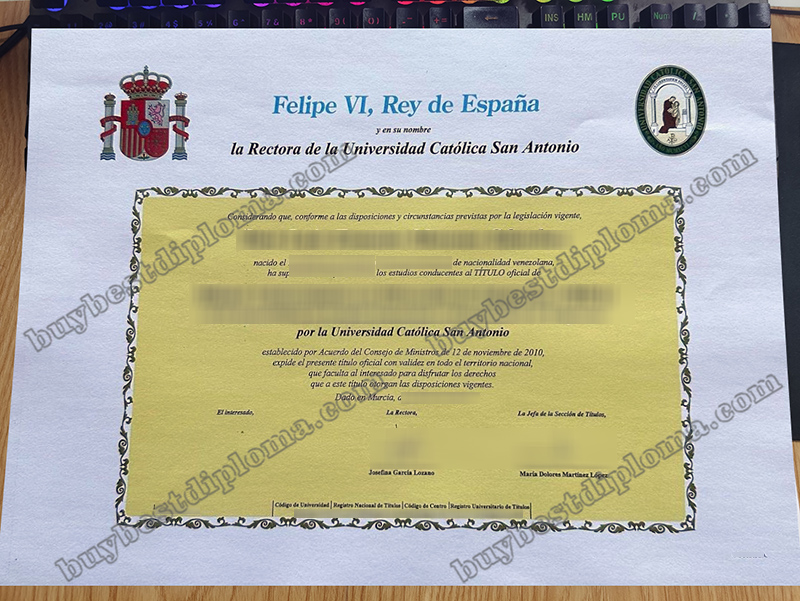 INS HM PU Num
Felipe VI, Rey de España
y en su nombre
la Rectora de la Universidad Católica San Antonio
UNIVERSIDAD CATÓLICA SAN ANTONIO
Considerando que, conforme a las disposiciones y circunstancias previstas por la legislación vigente,
nacido el de nacionalidad venezolana,
ha sup los estudios conducentes al TÍTULO oficial de
por la Universidad Católica San Antonio
establecido por Acuerdo del Consejo de Ministros de 12 de noviembre de 2010,
expide el presente título oficial con validez en todo el territorio nacional,
que faculta al interesado para disfrutar los derechos
que a este título otorgan las disposiciones vigentes.
Dado en Murcia, a
El interesado, La Rectora, La Jefa de la Sección de Títulos,
Josefina García Lozano María Dolores Martínez López
Código de Universidad Registro Nacional de Títulos Código de Centro Registro Universitario de Títulos
buybestdiploma.com
buybestdiploma.com
buybestdiploma.com
buybestdiploma.com